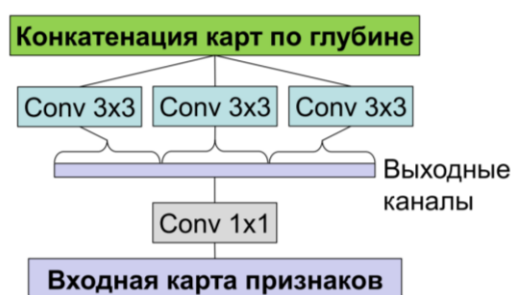 Конкатенация карт по глубине
Conv 3x3 Conv 3x3 Conv 3x3
Выходные
каналы
Conv 1x1
Входная карта признаков